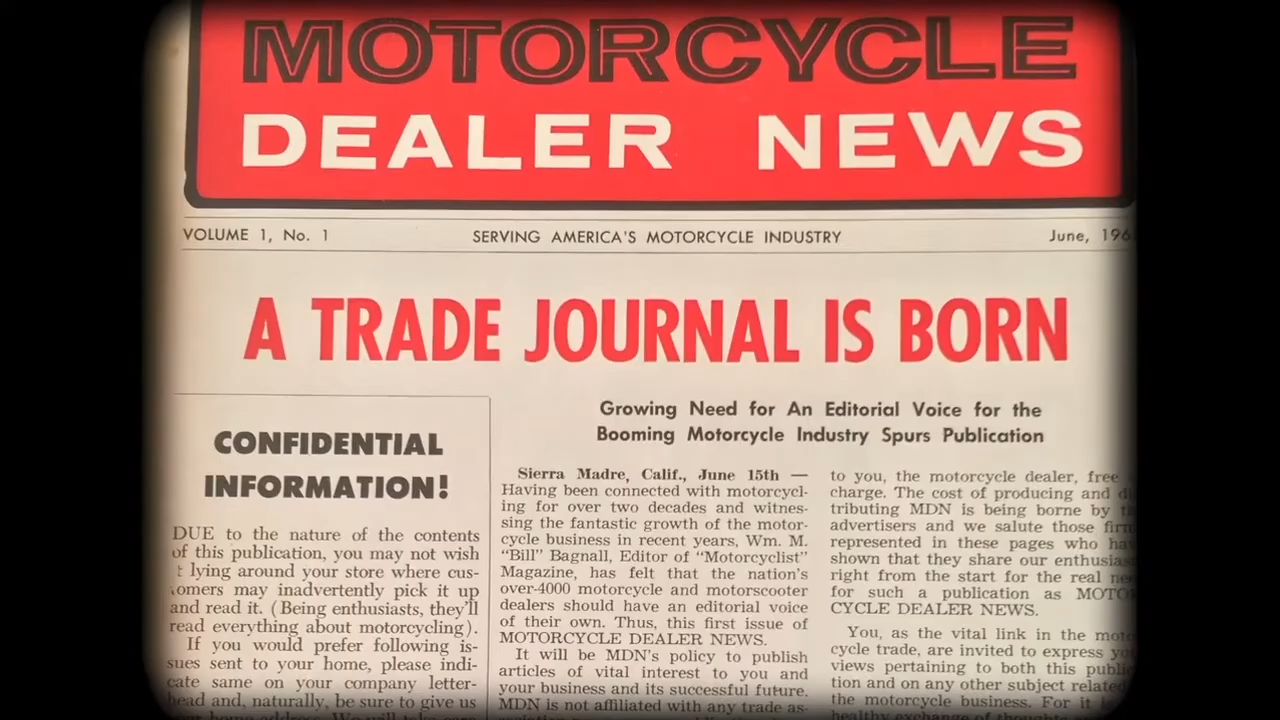 MOTORCYCLE
DEALER NEWS
VOLUME 1, No. 1
SERVING AMERICA'S MOTORCYCLE INDUSTRY
June,
A TRADE JOURNAL IS BORN
CONFIDENTIAL
INFORMATION!
DUE to the nature of the contents
of this publication, you may not wish
lying around your store where cus-
tomers may inadvertently pick it up
and read it. (Being enthusiasts, they'll
read everything about motorcycling).
If you would prefer following is-
sues sent to your home, please indi-
cate same on your company letter-
head and, naturally, be sure to give us
Growing Need for An Editorial Voice for the
Booming Motorcycle Industry Spurs Publication
Sierra Madre, Calif., June 15th —
Having been connected with motorcycl-
ing for over two decades and witnes-
sing the fantastic growth of the motor-
cycle business in recent years, Wm. M.
"Bill" Bagnall, Editor of "Motorcyclist"
Magazine, has felt that the nation's
over-4000 motorcycle and motorscooter
dealers should have an editorial voice
of their own. Thus, this first issue of
MOTORCYCLE DEALER NEWS.
It will be MDN's policy to publish
articles of vital interest to you and
your business and its successful future.
MDN is not affiliated with any trade as-
to you, the motorcycle dealer, free
charge. The cost of producing and
tributing MDN is being borne by
advertisers and we salute those
represented in these pages who
shown that they share our
right from the start for the real
for such a publication as
CYCLE DEALER NEWS.
You, as the vital link in the
cycle trade, are invited to express
views pertaining to both this
tion and on any other subject
the motorcycle business. For it
healthy exchange of